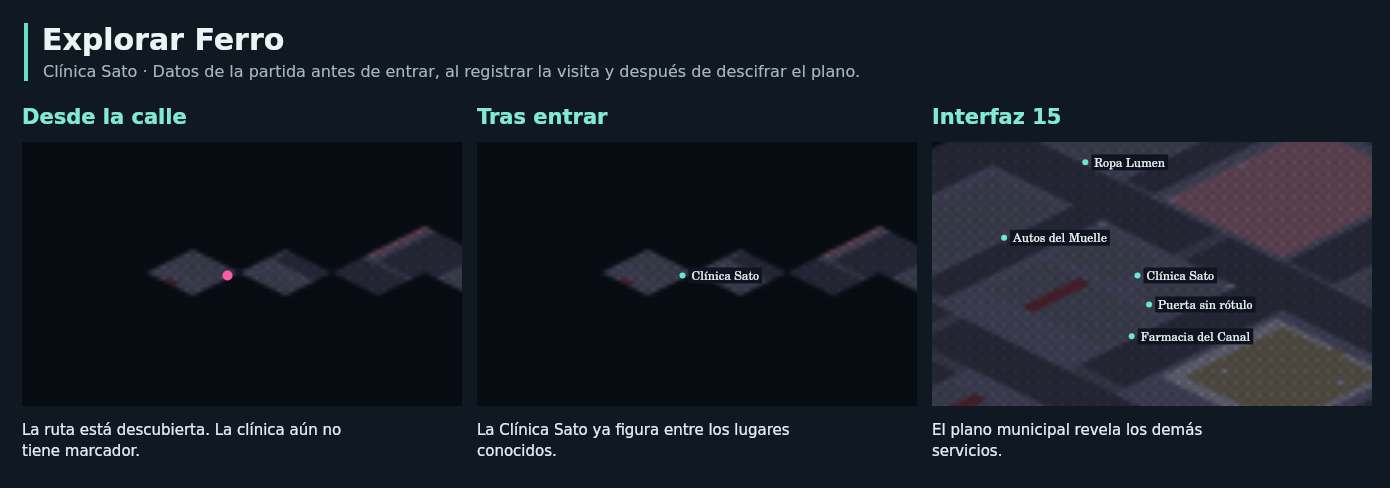 Explorar Ferro
Clínica Sato · Datos de la partida antes de entrar, al registrar la visita y después de descifrar el plano.
Desde la calle
Tras entrar
Clínica Sato
Interfaz 15
Ropa Lumen
Autos del Muelle
Clínica Sato
Puerta sin rótulo
Farmacia del Canal
La ruta está descubierta. La clínica aún no
tiene marcador.
La Clínica Sato ya figura entre los lugares
conocidos.
El plano municipal revela los demás
servicios.